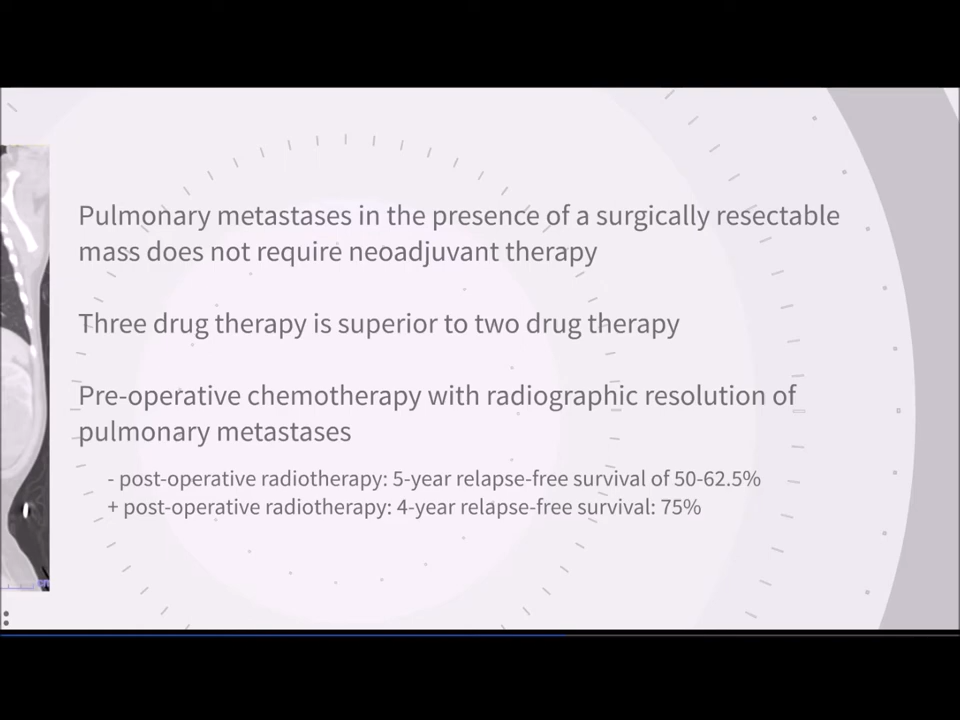 Pulmonary metastases in the presence of a surgically resectable
mass does not require neoadjuvant therapy
Three drug therapy is superior to two drug therapy
Pre-operative chemotherapy with radiographic resolution of
pulmonary metastases
- post-operative radiotherapy: 5-year relapse-free survival of 50-62.5%
+ post-operative radiotherapy: 4-year relapse-free survival: 75%